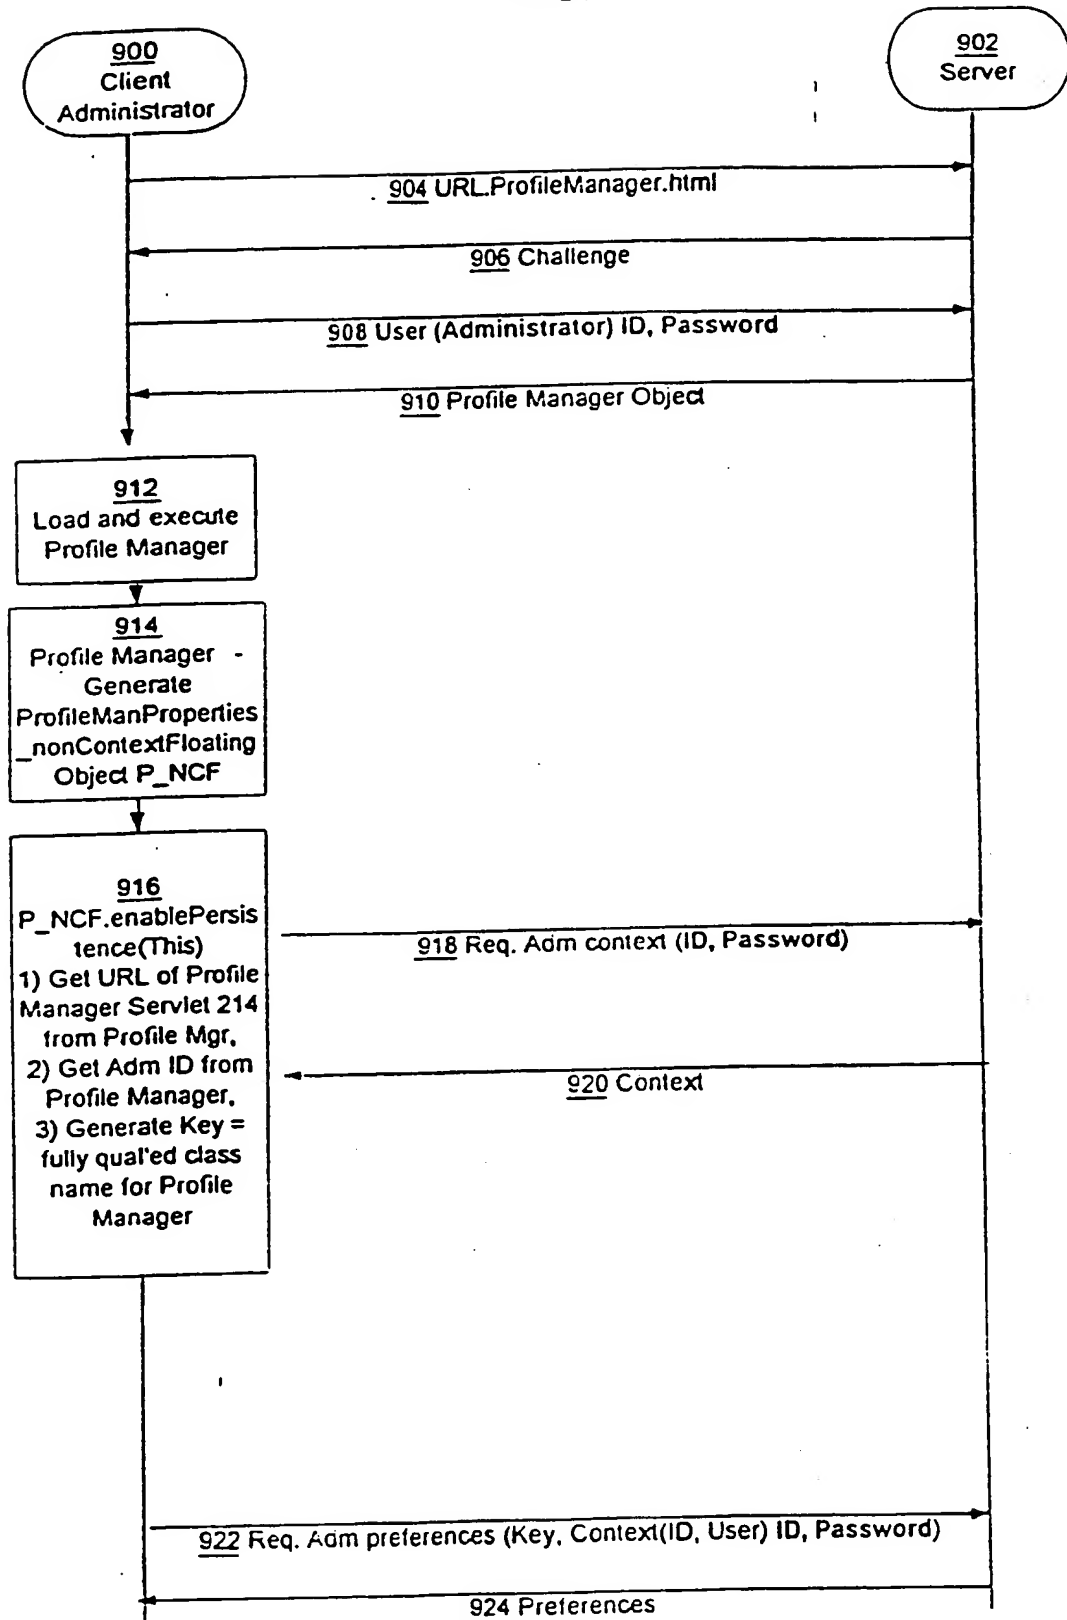 900
Client
Administrator
902
Server
904 URL.ProfileManager.html
906 Challenge
908 User (Administrator) ID, Password
910 Profile Manager Object
912
Load and execute
Profile Manager
914
Profile Manager -
Generate
ProfileManProperties
_nonContextFloating
Object P_NCF
916
P_NCF.enablePersis
tence(This)
1) Get URL of Profile
Manager Servlet 214
from Profile Mgr,
2) Get Adm ID from
Profile Manager,
3) Generate Key =
fully qual'ed class
name for Profile
Manager
918 Req. Adm context (ID, Password)
920 Context
922 Req. Adm preferences (Key, Context(ID, User) ID, Password)
924 Preferences